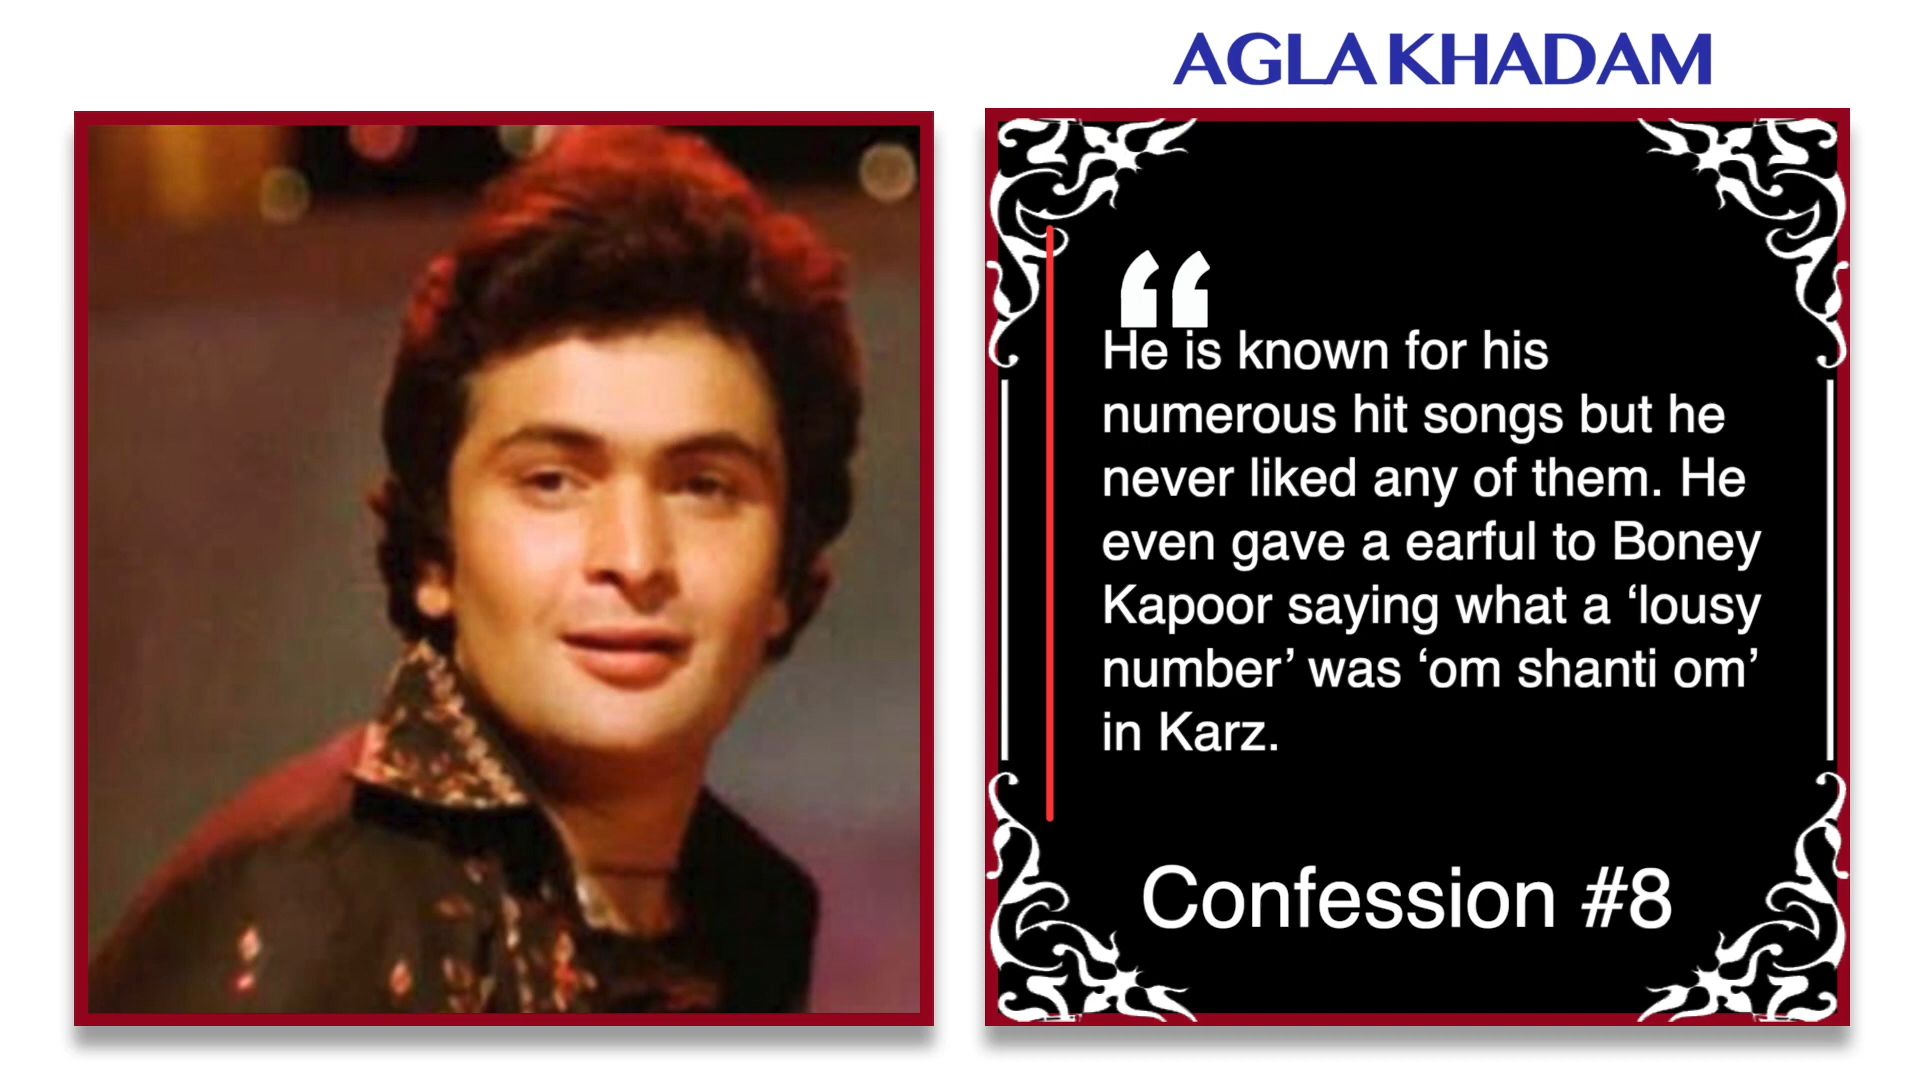 AGLA KHADAM
“
He is known for his
numerous hit songs but he
never liked any of them. He
even gave a earful to Boney
Kapoor saying what a ‘lousy
number’ was ‘om shanti om’
in Karz.
Confession #8